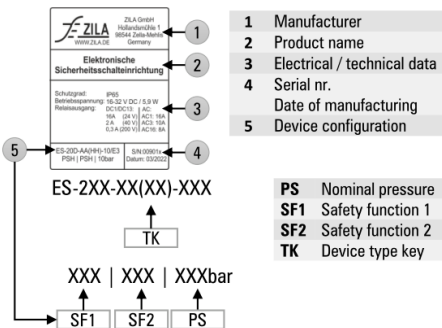 ZILA
WWW.ZILA.DE
ZILA GmbH
Hollandsmühle 1
98544 Zella-Mehlis
Germany
Elektronische
Sicherheitsschalteinrichtung
Schutzgrad: IP65
Betriebsspannung: 16-32 V DC / 5,9 W
Relaisausgang: DC1/DC13: | AC:
16A (24 V) | AC1: 16A
2 A (40 V) | AC3: 10A
0,3 A (200 V) | AC16: 8A
ES-20D-AA(HH)-10/E3
PSH | PSH | 10bar
S/N:00901x
Datum: 03/2022
1
2
3
4
5
1 Manufacturer
2 Product name
3 Electrical / technical data
4 Serial nr.
Date of manufacturing
5 Device configuration
ES-2XX-XX(XX)-XXX
TK
XXX | XXX | XXXbar
SF1
SF2
PS
PS Nominal pressure
SF1 Safety function 1
SF2 Safety function 2
TK Device type key